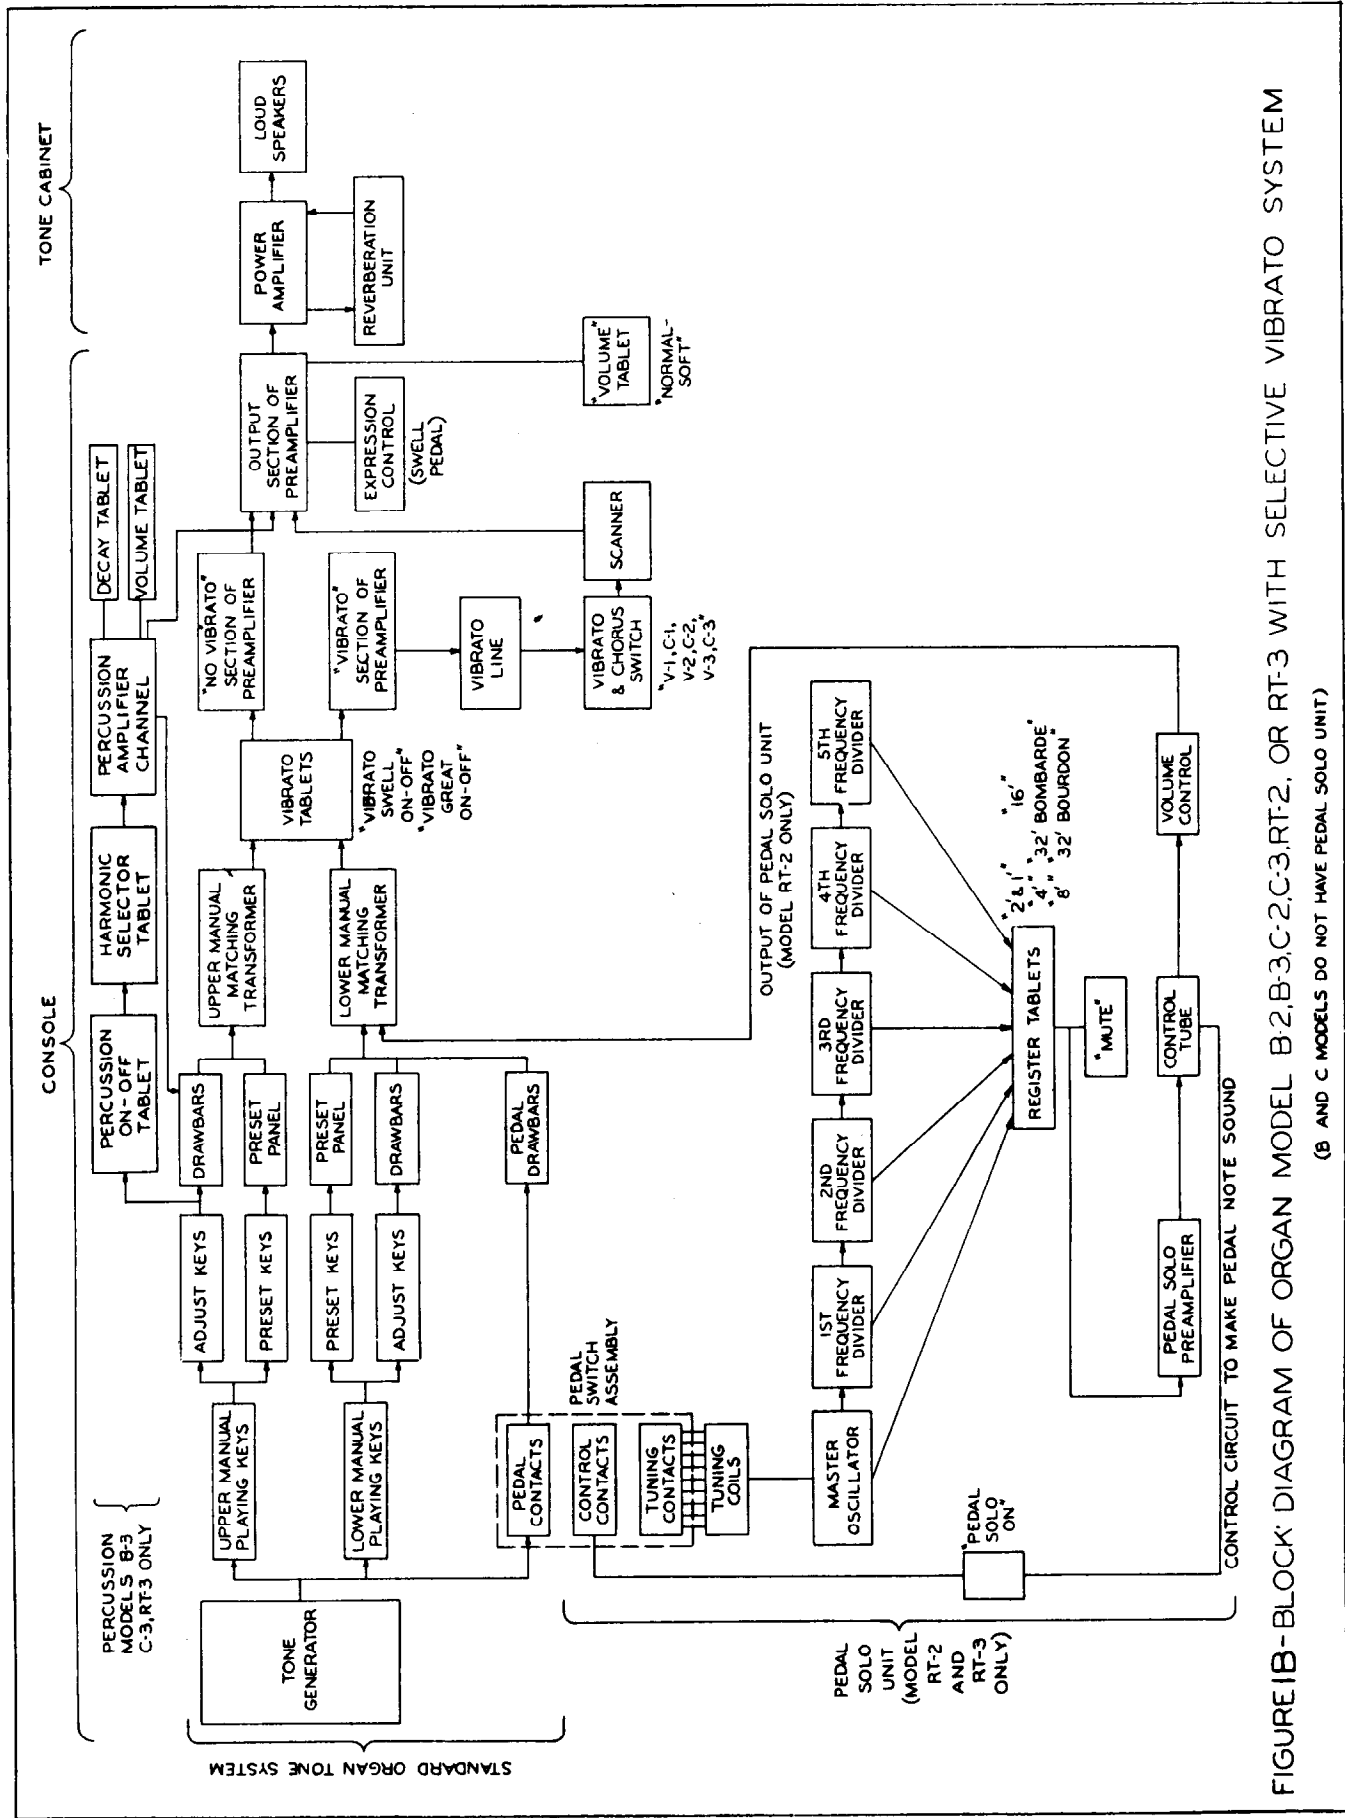 CONSOLE
TONE CABINET
PERCUSSION
MODELS B-3
C-3, RT-3 ONLY
PERCUSSION
ON-OFF
TABLET
HARMONIC
SELECTOR
TABLET
PERCUSSION
AMPLIFIER
CHANNEL
DECAY TABLET
VOLUME TABLET
STANDARD ORGAN TONE SYSTEM
TONE
GENERATOR
UPPER MANUAL
PLAYING KEYS
ADJUST KEYS
DRAWBARS
PRESET KEYS
PRESET
PANEL
UPPER MANUAL
MATCHING
TRANSFORMER
LOWER MANUAL
PLAYING KEYS
PRESET KEYS
PRESET
PANEL
ADJUST KEYS
DRAWBARS
LOWER MANUAL
MATCHING
TRANSFORMER
VIBRATO
TABLETS
"VIBRATO
SWELL
ON-OFF"
"VIBRATO
GREAT
ON-OFF"
"NO VIBRATO"
SECTION OF
PREAMPLIFIER
"VIBRATO"
SECTION OF
PREAMPLIFIER
VIBRATO
LINE
VIBRATO
& CHORUS
SWITCH
"V-1, C-1,
V-2, C-2,
V-3, C-3"
SCANNER
OUTPUT
SECTION OF
PREAMPLIFIER
EXPRESSION
CONTROL
(SWELL
PEDAL)
"VOLUME"
TABLET
"NORMAL-
SOFT"
POWER
AMPLIFIER
REVERBERATION
UNIT
LOUD
SPEAKERS
PEDAL
CONTACTS
PEDAL
DRAWBARS
PEDAL
SWITCH
ASSEMBLY
CONTROL
CONTACTS
TUNING
CONTACTS
TUNING
COILS
PEDAL
SOLO
UNIT
(MODEL
RT-2
AND
RT-3
ONLY)
MASTER
OSCILLATOR
1ST
FREQUENCY
DIVIDER
2ND
FREQUENCY
DIVIDER
3RD
FREQUENCY
DIVIDER
4TH
FREQUENCY
DIVIDER
5TH
FREQUENCY
DIVIDER
OUTPUT OF PEDAL SOLO UNIT
(MODEL RT-2 ONLY)
REGISTER TABLETS
"2' & 1'" "16'"
"4'" "32' BOMBARDE"
"8'" "32' BOURDON"
"MUTE"
"PEDAL
SOLO
ON"
PEDAL SOLO
PREAMPLIFIER
CONTROL
TUBE
VOLUME
CONTROL
CONTROL CIRCUIT TO MAKE PEDAL NOTE SOUND
FIGURE 1B-BLOCK DIAGRAM OF ORGAN MODEL B-2,B-3,C-2,C-3,RT-2, OR RT-3 WITH SELECTIVE VIBRATO SYSTEM
(B AND C MODELS DO NOT HAVE PEDAL SOLO UNIT)